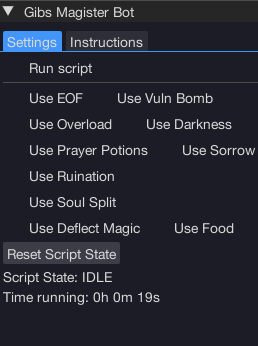 Gibs Magister Bot
Settings Instructions
Run script
Use EOF Use Vuln Bomb
Use Overload Use Darkness
Use Prayer Potions Use Sorrow
Use Ruination
Use Soul Split
Use Deflect Magic Use Food
Reset Script State
Script State: IDLE
Time running: 0h 0m 19s